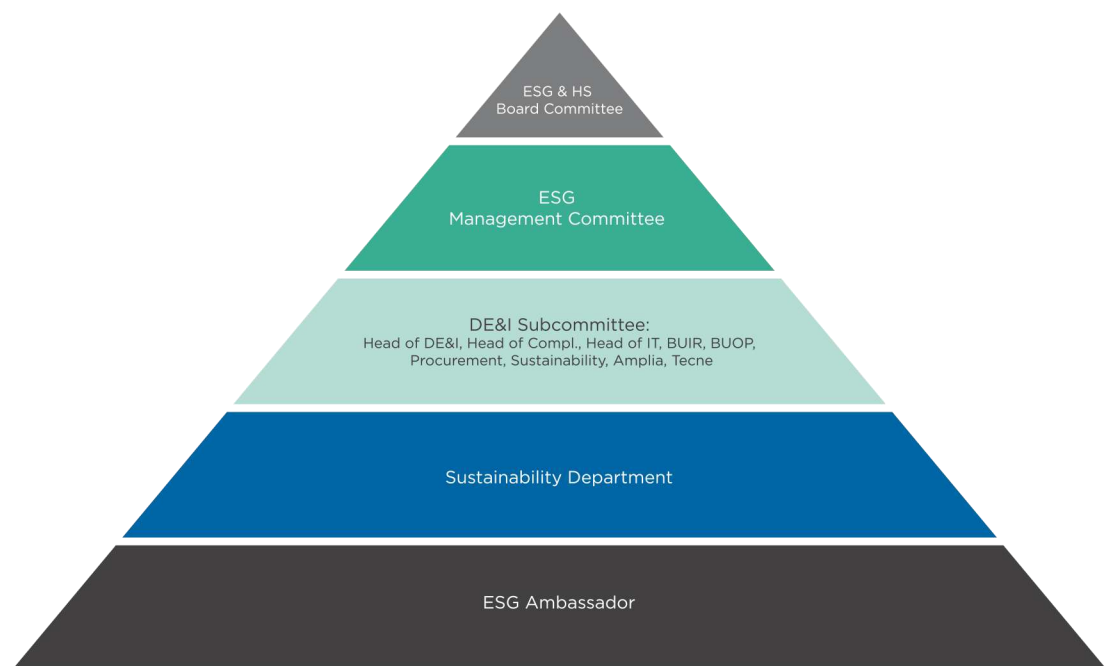 ESG & HS
Board Committee
ESG
Management Committee
DE&I Subcommittee:
Head of DE&I, Head of Compl., Head of IT, BUIR, BUOP,
Procurement, Sustainability, Amplia, Tecne
Sustainability Department
ESG Ambassador